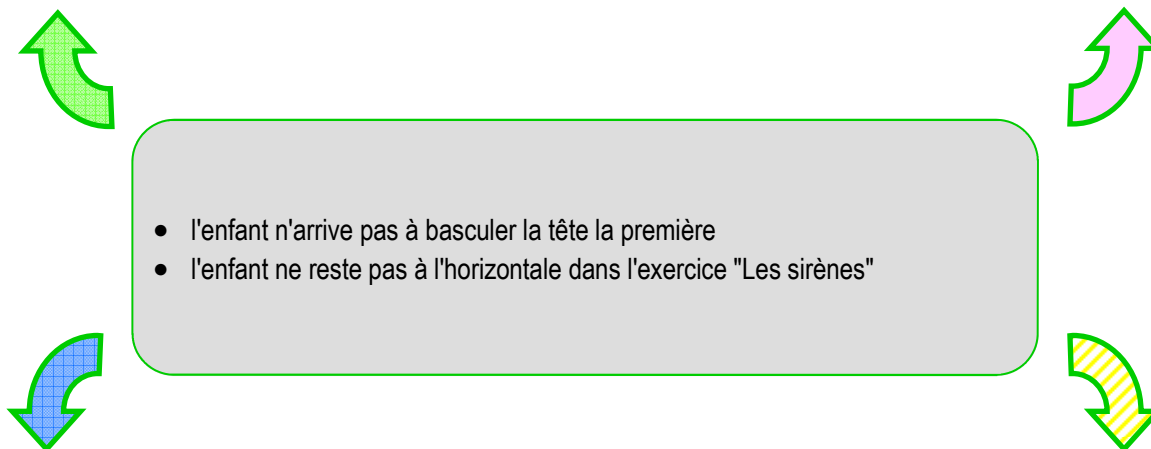 • l'enfant n'arrive pas à basculer la tête la première
• l'enfant ne reste pas à l'horizontale dans l'exercice "Les sirènes"